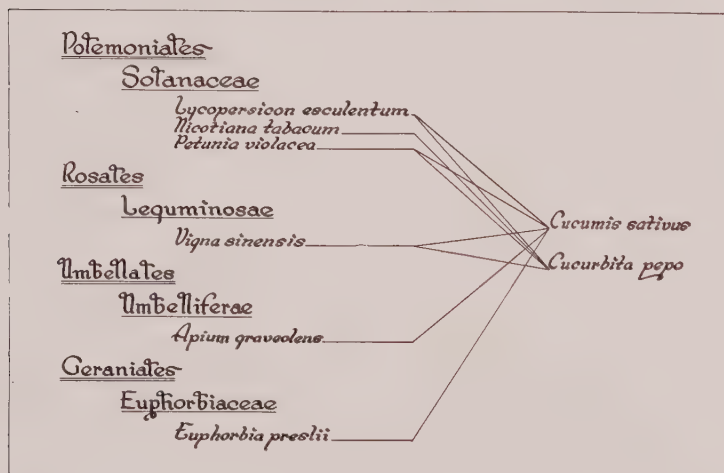 Polemoniales
Solanaceae
Lycopersicon esculentum
Nicotiana tabacum
Petunia violacea
Rosales
Leguminosae
Cucumis sativus
Vigna sinensis
Cucurbita pepo
Umbellales
Umbelliferae
Apium graveolens
Geraniales
Euphorbiaceae
Euphorbia preslii